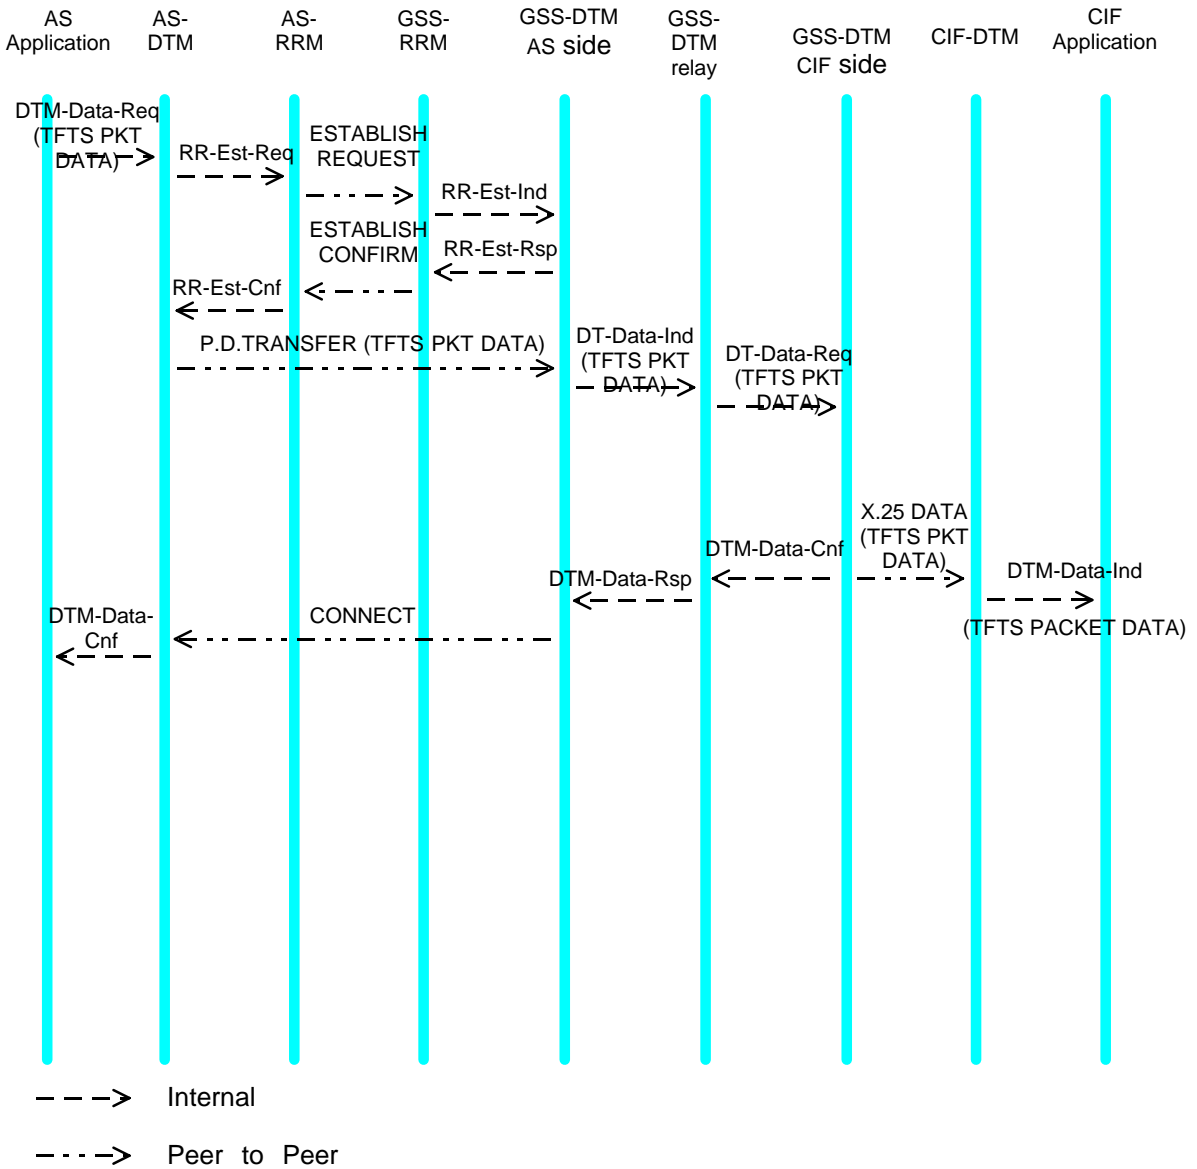 AS
Application
AS-
DTM
AS-
RRM
GSS-
RRM
GSS-DTM
AS side
GSS-
DTM
relay
GSS-DTM
CIF side
CIF-DTM
CIF
Application
DTM-Data-Req
(TFTS PKT
DATA)
RR-Est-Req
ESTABLISH
REQUEST
RR-Est-Ind
ESTABLISH
CONFIRM
RR-Est-Rsp
RR-Est-Cnf
P.D.TRANSFER (TFTS PKT DATA)
DT-Data-Ind
(TFTS PKT
DATA)
DT-Data-Req
(TFTS PKT
DATA)
X.25 DATA
(TFTS PKT
DATA)
DTM-Data-Cnf
DTM-Data-Ind
(TFTS PACKET DATA)
DTM-Data-Rsp
CONNECT
DTM-Data-
Cnf
Internal
Peer to Peer